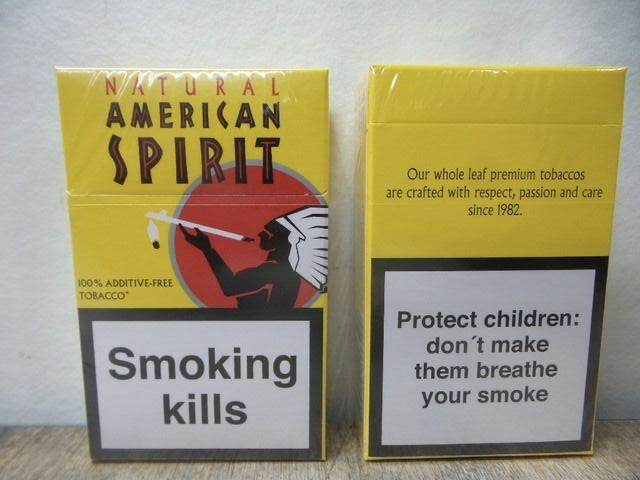 NATURAL
AMERICAN
SPIRIT
100% ADDITIVE-FREE
TOBACCO*
Smoking
kills
Our whole leaf premium tobaccos
are crafted with respect, passion and care
since 1982.
Protect children:
don´t make
them breathe
your smoke